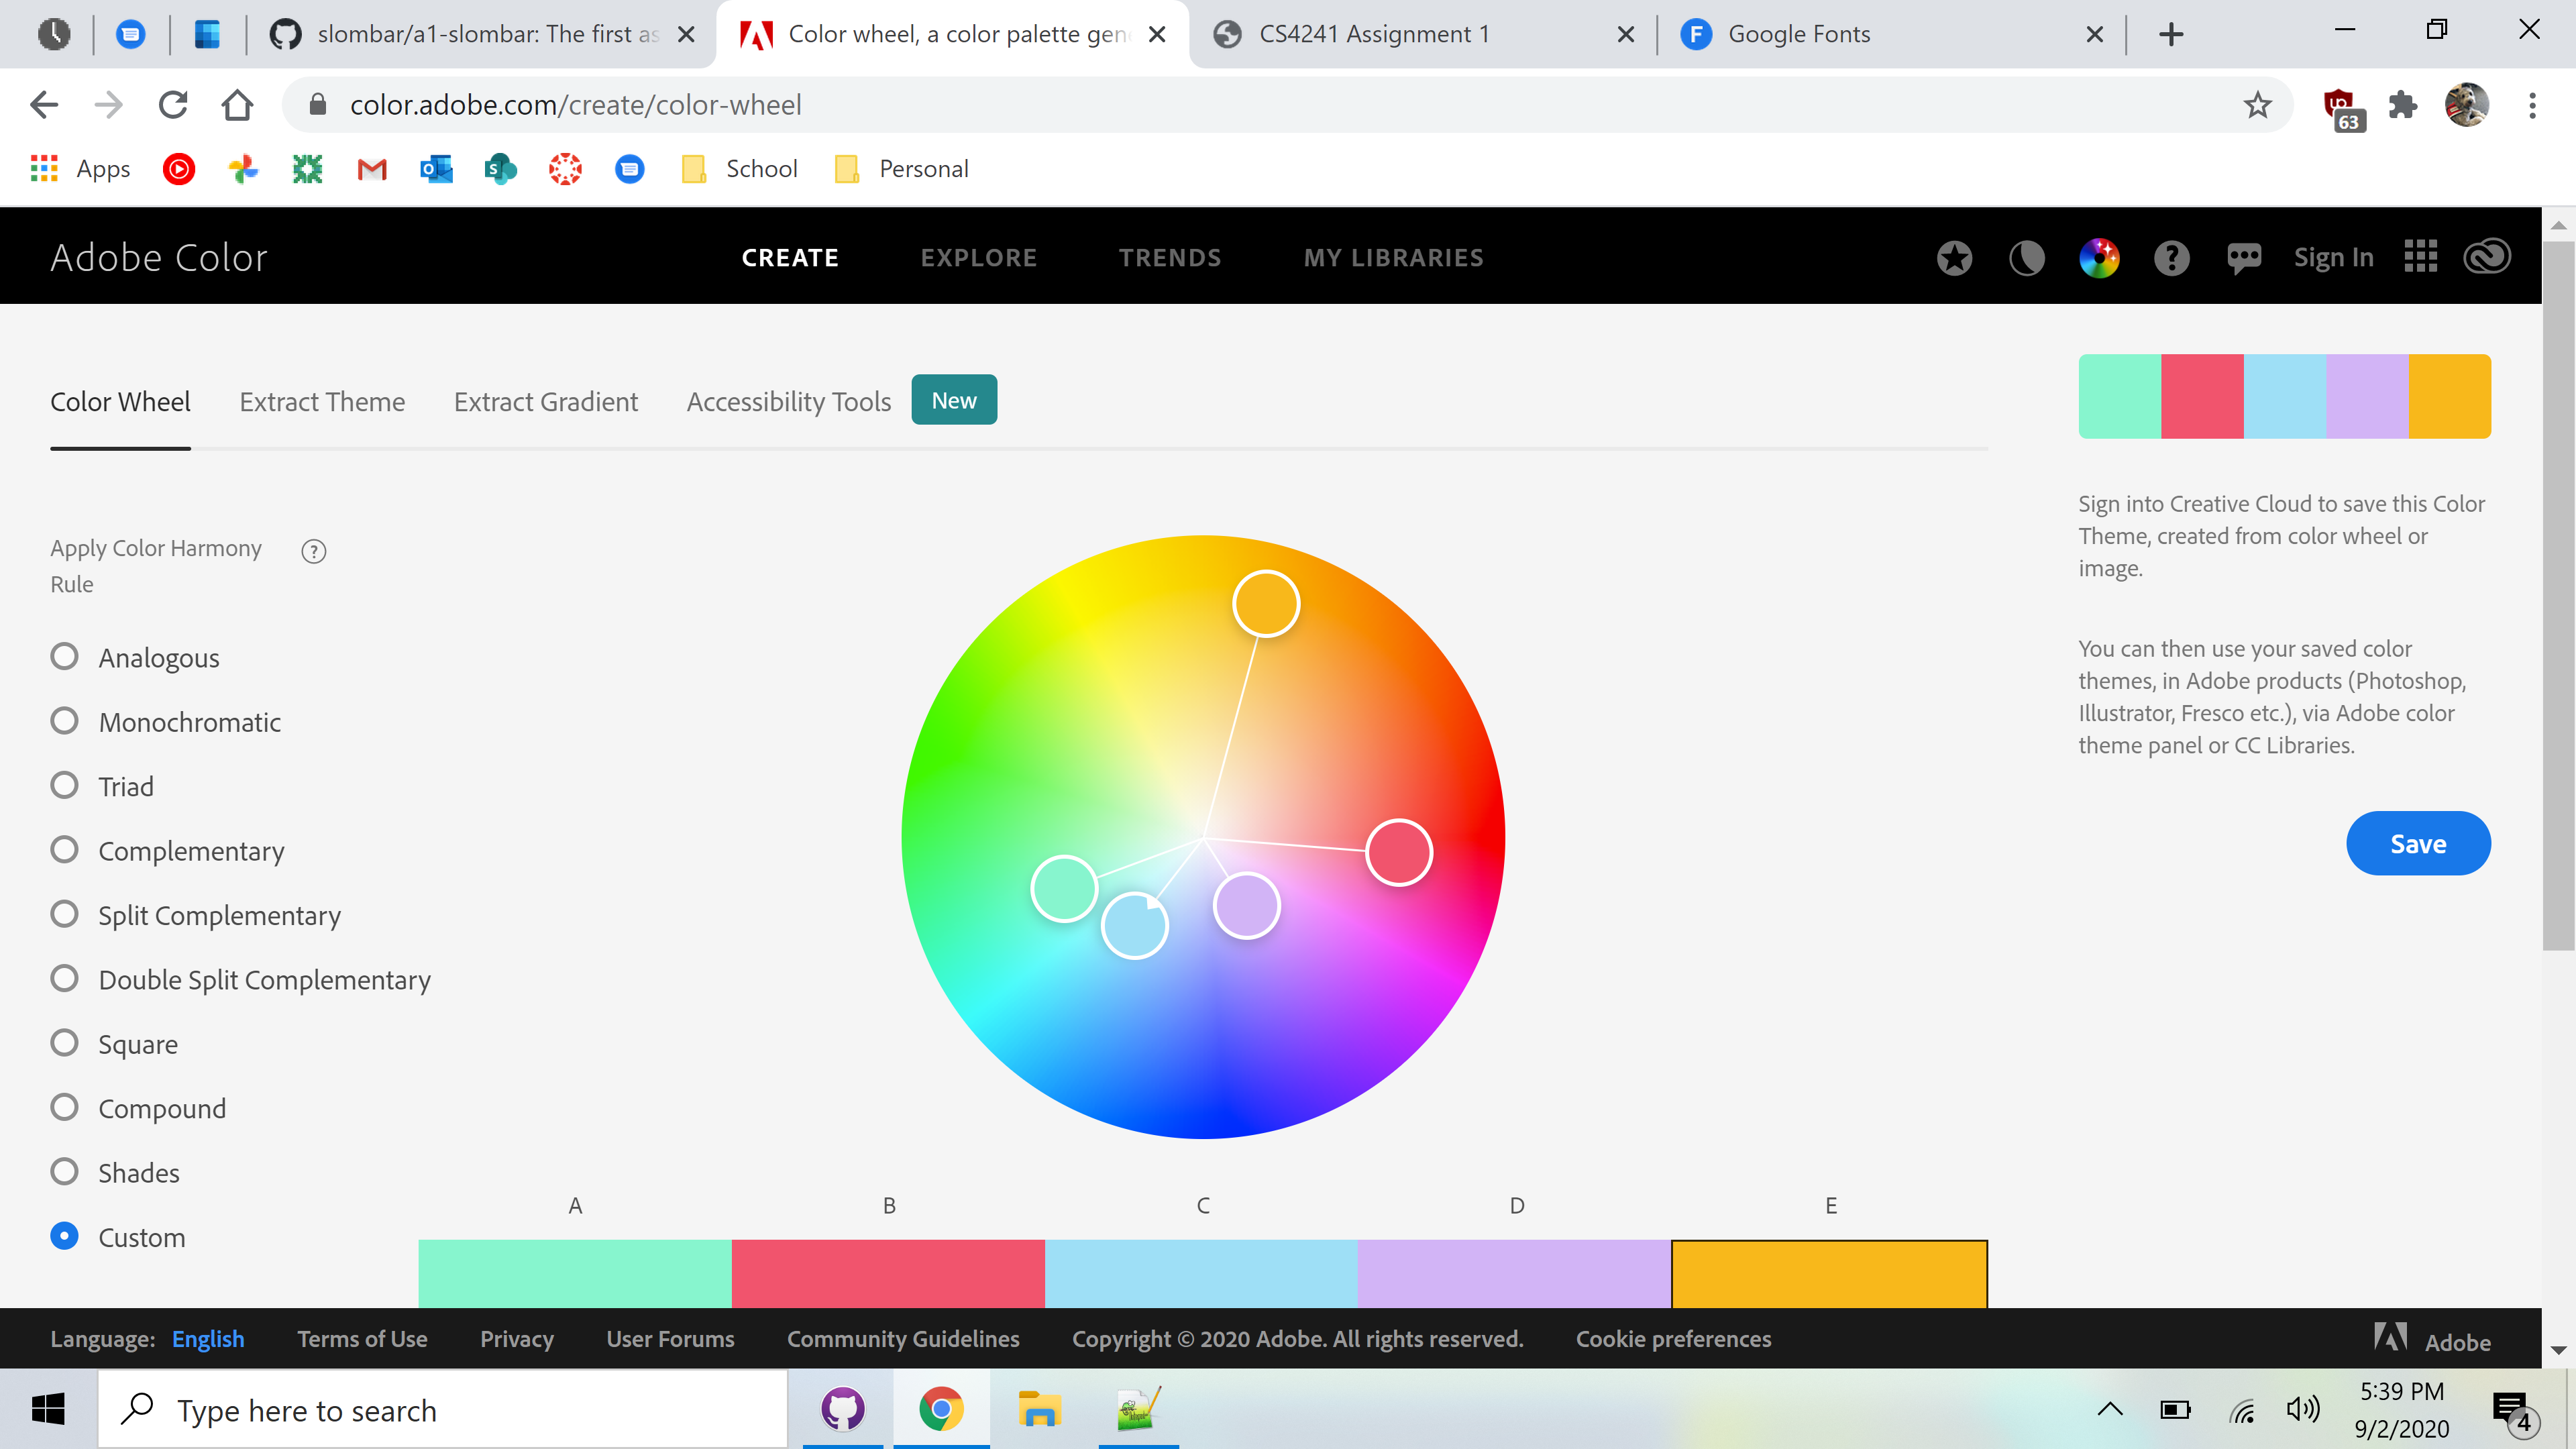 slombar/a1-slombar: The first as
Color wheel, a color palette gen
CS4241 Assignment 1
F
Google Fonts
color.adobe.com/create/color-wheel
63
Apps
School
Personal
Adobe Color
CREATE
EXPLORE
TRENDS
MY LIBRARIES
Sign In
Color Wheel
Extract Theme
Extract Gradient
Accessibility Tools
New
Sign into Creative Cloud to save this Color
Theme, created from color wheel or
image.
You can then use your saved color
themes, in Adobe products (Photoshop,
Illustrator, Fresco etc.), via Adobe color
theme panel or CC Libraries.
Save
Apply Color Harmony
Rule
?
Analogous
Monochromatic
Triad
Complementary
Split Complementary
Double Split Complementary
Square
Compound
Shades
Custom
A
B
C
D
E
Language: English
Terms of Use
Privacy
User Forums
Community Guidelines
Copyright © 2020 Adobe. All rights reserved.
Cookie preferences
Adobe
Type here to search
5:39 PM
9/2/2020
4